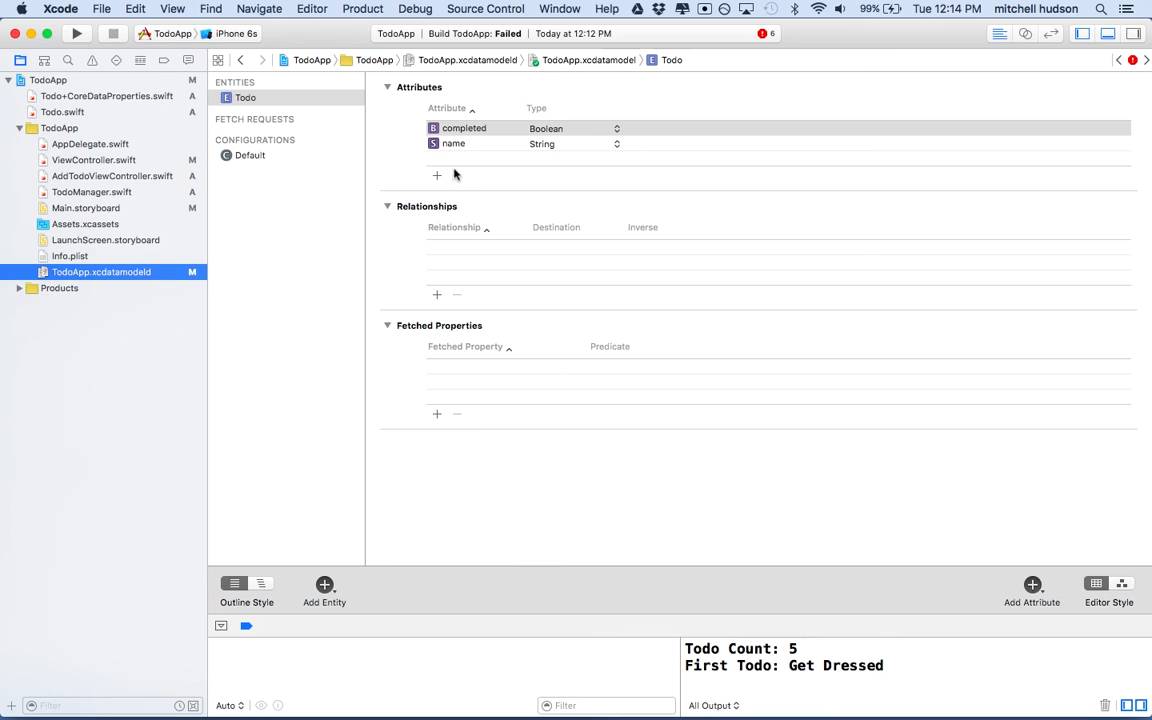 Xcode File Edit View Find Navigate Editor Product Debug Source Control Window Help 99% Tue 12:14 PM mitchell hudson
TodoApp iPhone 6s TodoApp Build TodoApp: Failed Today at 12:12 PM 6
TodoApp TodoApp TodoApp.xcdatamodeld TodoApp.xcdatamodel E Todo
TodoApp M
Todo+CoreDataProperties.swift A
Todo.swift A
TodoApp
AppDelegate.swift
ViewController.swift M
AddTodoViewController.swift A
TodoManager.swift A
Main.storyboard M
Assets.xcassets
LaunchScreen.storyboard
Info.plist
TodoApp.xcdatamodeld M
Products
ENTITIES
E Todo
FETCH REQUESTS
CONFIGURATIONS
C Default
Attributes
Attribute Type
B completed Boolean
S name String
Relationships
Relationship Destination Inverse
Fetched Properties
Fetched Property Predicate
Outline Style Add Entity Add Attribute Editor Style
Todo Count: 5
First Todo: Get Dressed
Filter Auto Filter All Output